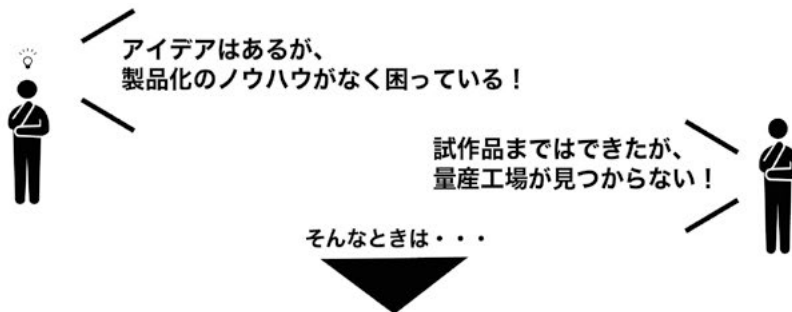 アイデアはあるが、
製品化のノウハウがなく困っている！
試作品まではできたが、
量産工場が見つからない！
そんなときは・・・